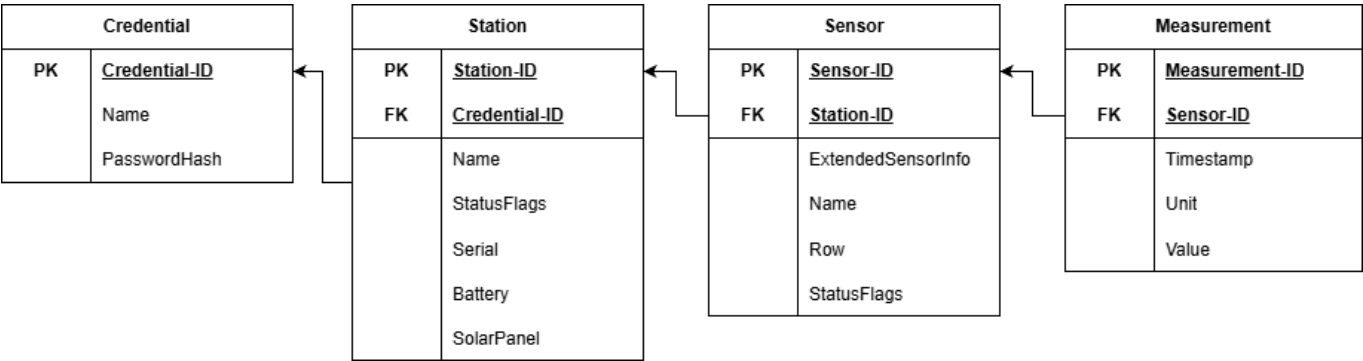 Credential
PK Credential-ID
Name
PasswordHash
Station
PK Station-ID
FK Credential-ID
Name
StatusFlags
Serial
Battery
SolarPanel
Sensor
PK Sensor-ID
FK Station-ID
ExtendedSensorInfo
Name
Row
StatusFlags
Measurement
PK Measurement-ID
FK Sensor-ID
Timestamp
Unit
Value